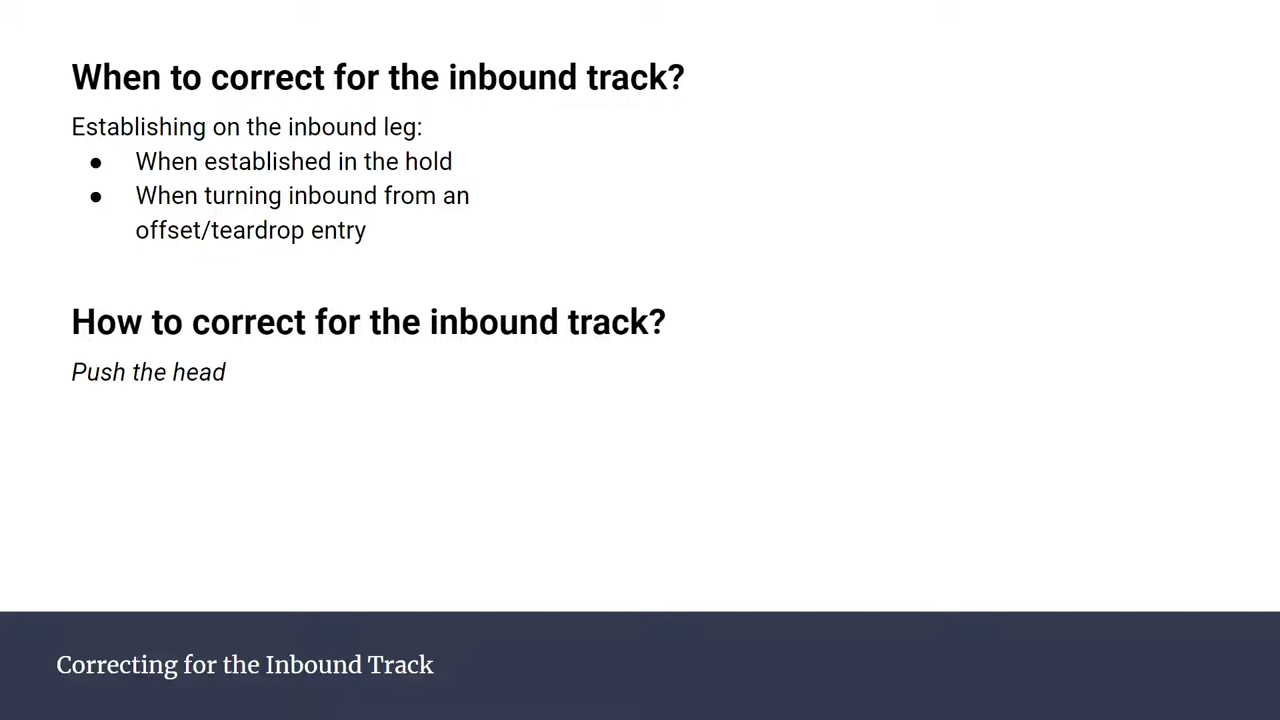 When to correct for the inbound track?
Establishing on the inbound leg:
● When established in the hold
● When turning inbound from an
offset/teardrop entry
How to correct for the inbound track?
Push the head
Correcting for the Inbound Track